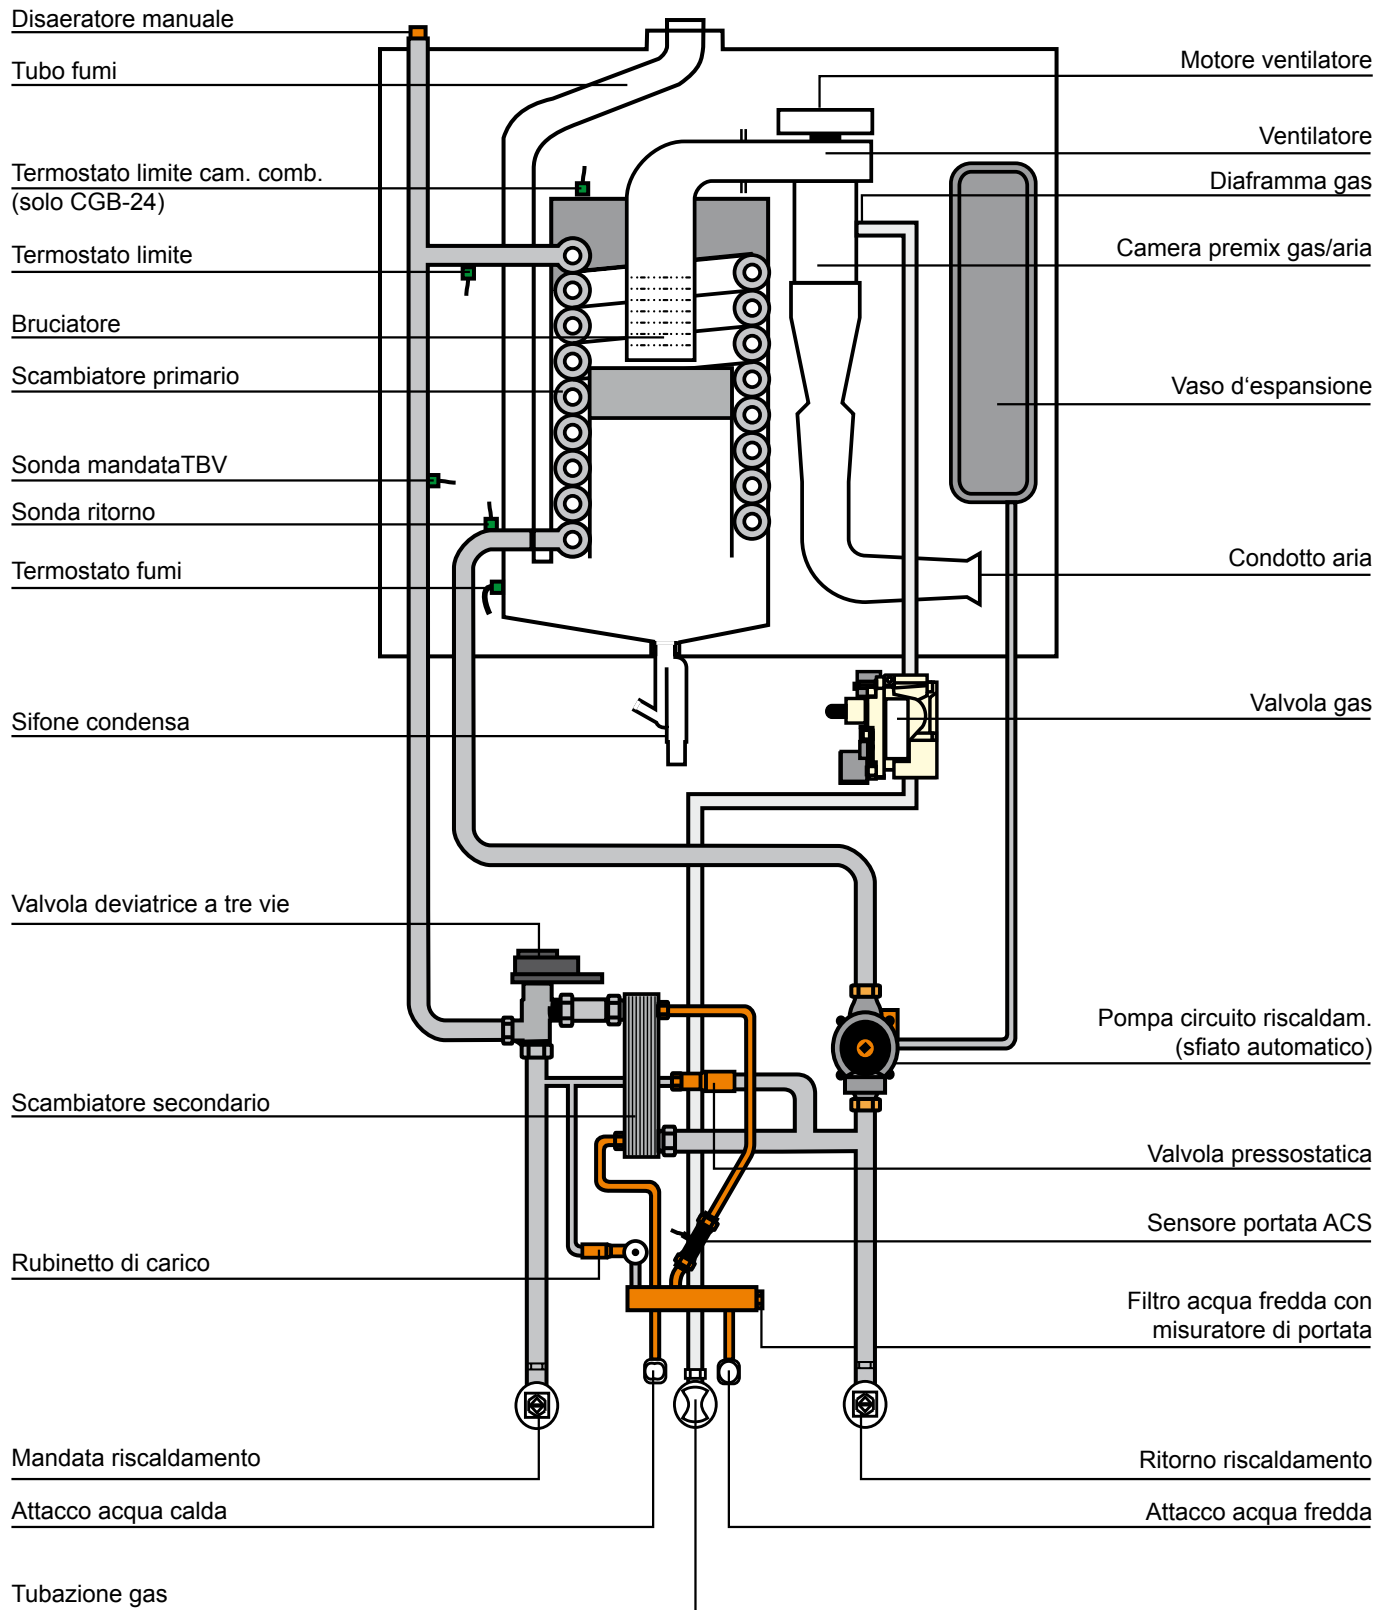 Disaeratore manuale
Tubo fumi
Termostato limite cam. comb.
(solo CGB-24)
Termostato limite
Bruciatore
Scambiatore primario
Sonda mandataTBV
Sonda ritorno
Termostato fumi
Sifone condensa
Valvola deviatrice a tre vie
Scambiatore secondario
Rubinetto di carico
Mandata riscaldamento
Attacco acqua calda
Tubazione gas
Motore ventilatore
Ventilatore
Diaframma gas
Camera premix gas/aria
Vaso d‘espansione
Condotto aria
Valvola gas
Pompa circuito riscaldam.
(sfiato automatico)
Valvola pressostatica
Sensore portata ACS
Filtro acqua fredda con
misuratore di portata
Ritorno riscaldamento
Attacco acqua fredda